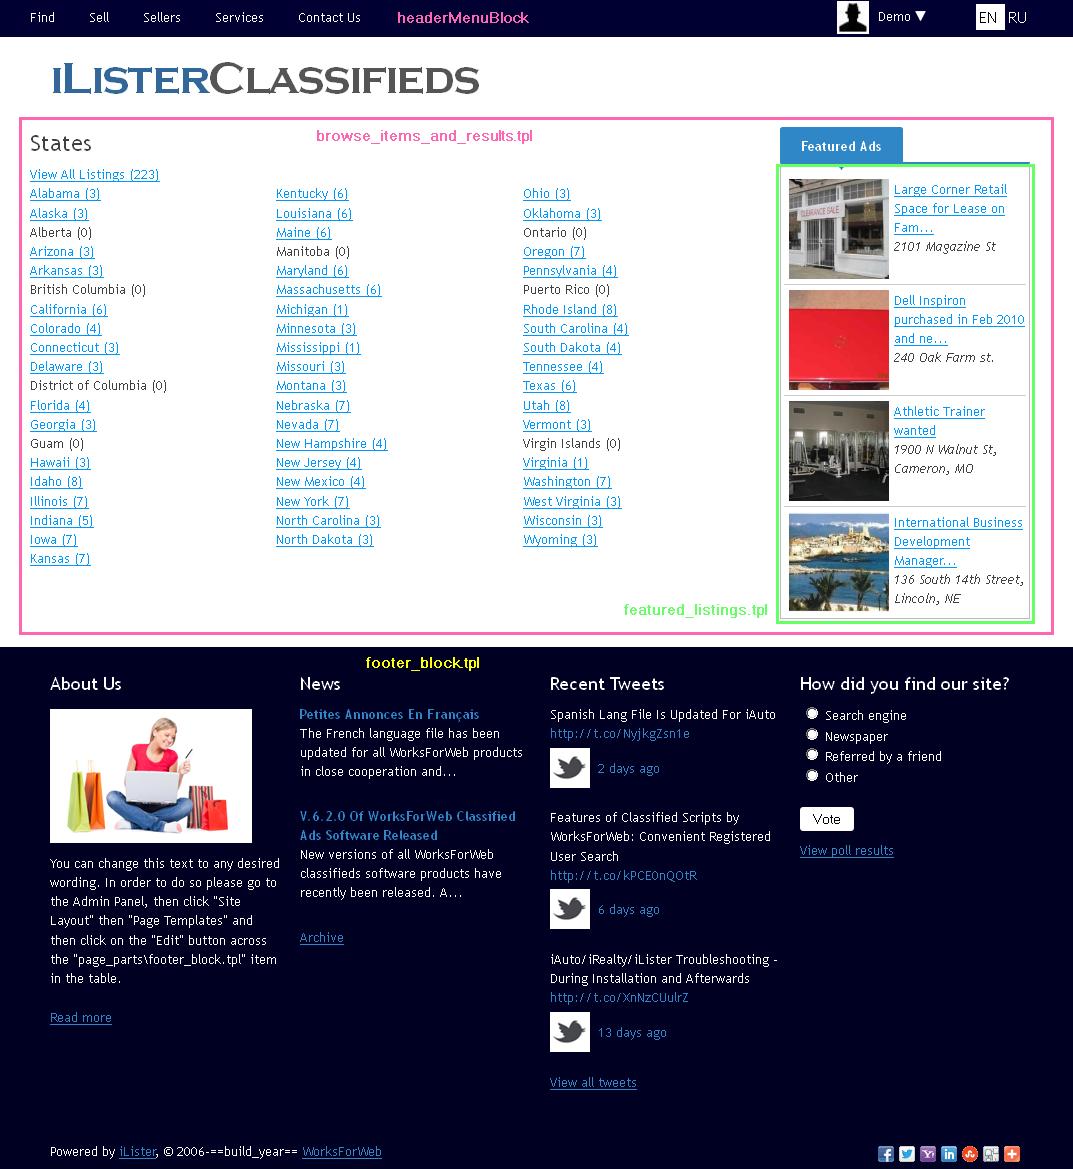 Find Sell Sellers Services Contact Us headerMenuBlock Demo EN RU
iListerClassifieds
browse_items_and_results.tpl
States
View All Listings (223)
Alabama (3)
Alaska (3)
Alberta (0)
Arizona (3)
Arkansas (3)
British Columbia (0)
California (6)
Colorado (4)
Connecticut (3)
Delaware (3)
District of Columbia (0)
Florida (4)
Georgia (3)
Guam (0)
Hawaii (3)
Idaho (8)
Illinois (7)
Indiana (5)
Iowa (7)
Kansas (7)
Kentucky (6)
Louisiana (6)
Maine (6)
Manitoba (0)
Maryland (6)
Massachusetts (6)
Michigan (1)
Minnesota (3)
Mississippi (1)
Missouri (3)
Montana (3)
Nebraska (7)
Nevada (7)
New Hampshire (4)
New Jersey (4)
New Mexico (4)
New York (7)
North Carolina (3)
North Dakota (3)
Ohio (3)
Oklahoma (3)
Ontario (0)
Oregon (7)
Pennsylvania (4)
Puerto Rico (0)
Rhode Island (8)
South Carolina (4)
South Dakota (4)
Tennessee (4)
Texas (6)
Utah (8)
Vermont (3)
Virgin Islands (0)
Virginia (1)
Washington (7)
West Virginia (3)
Wisconsin (3)
Wyoming (3)
Featured Ads
CLEARANCE SALE
Large Corner Retail
Space for Lease on
Fam...
2101 Magazine St
Dell Inspiron
purchased in Feb 2010
and ne...
240 Oak Farm st.
Athletic Trainer
wanted
1900 N Walnut St,
Cameron, MO
International Business
Development
Manager...
136 South 14th Street,
Lincoln, NE
featured_listings.tpl
footer_block.tpl
About Us
You can change this text to any desired
wording. In order to do so please go to
the Admin Panel, then click "Site
Layout" then "Page Templates" and
then click on the "Edit" button across
the "page_parts\footer_block.tpl" item
in the table.
Read more
News
Petites Annonces En Français
The French language file has been
updated for all WorksForWeb products
in close cooperation and...
V.6.2.0 Of WorksForWeb Classified
Ads Software Released
New versions of all WorksForWeb
classifieds software products have
recently been released. A...
Archive
Recent Tweets
Spanish Lang File Is Updated For iAuto
http://t.co/NyjkgZsn1e
2 days ago
Features of Classified Scripts by
WorksForWeb: Convenient Registered
User Search
http://t.co/kPCE0nQOtR
6 days ago
iAuto/iRealty/iLister Troubleshooting -
During Installation and Afterwards
http://t.co/XnNzCUulrZ
13 days ago
View all tweets
How did you find our site?
Search engine
Newspaper
Referred by a friend
Other
Vote
View poll results
Powered by iLister, © 2006-==build_year== WorksForWeb